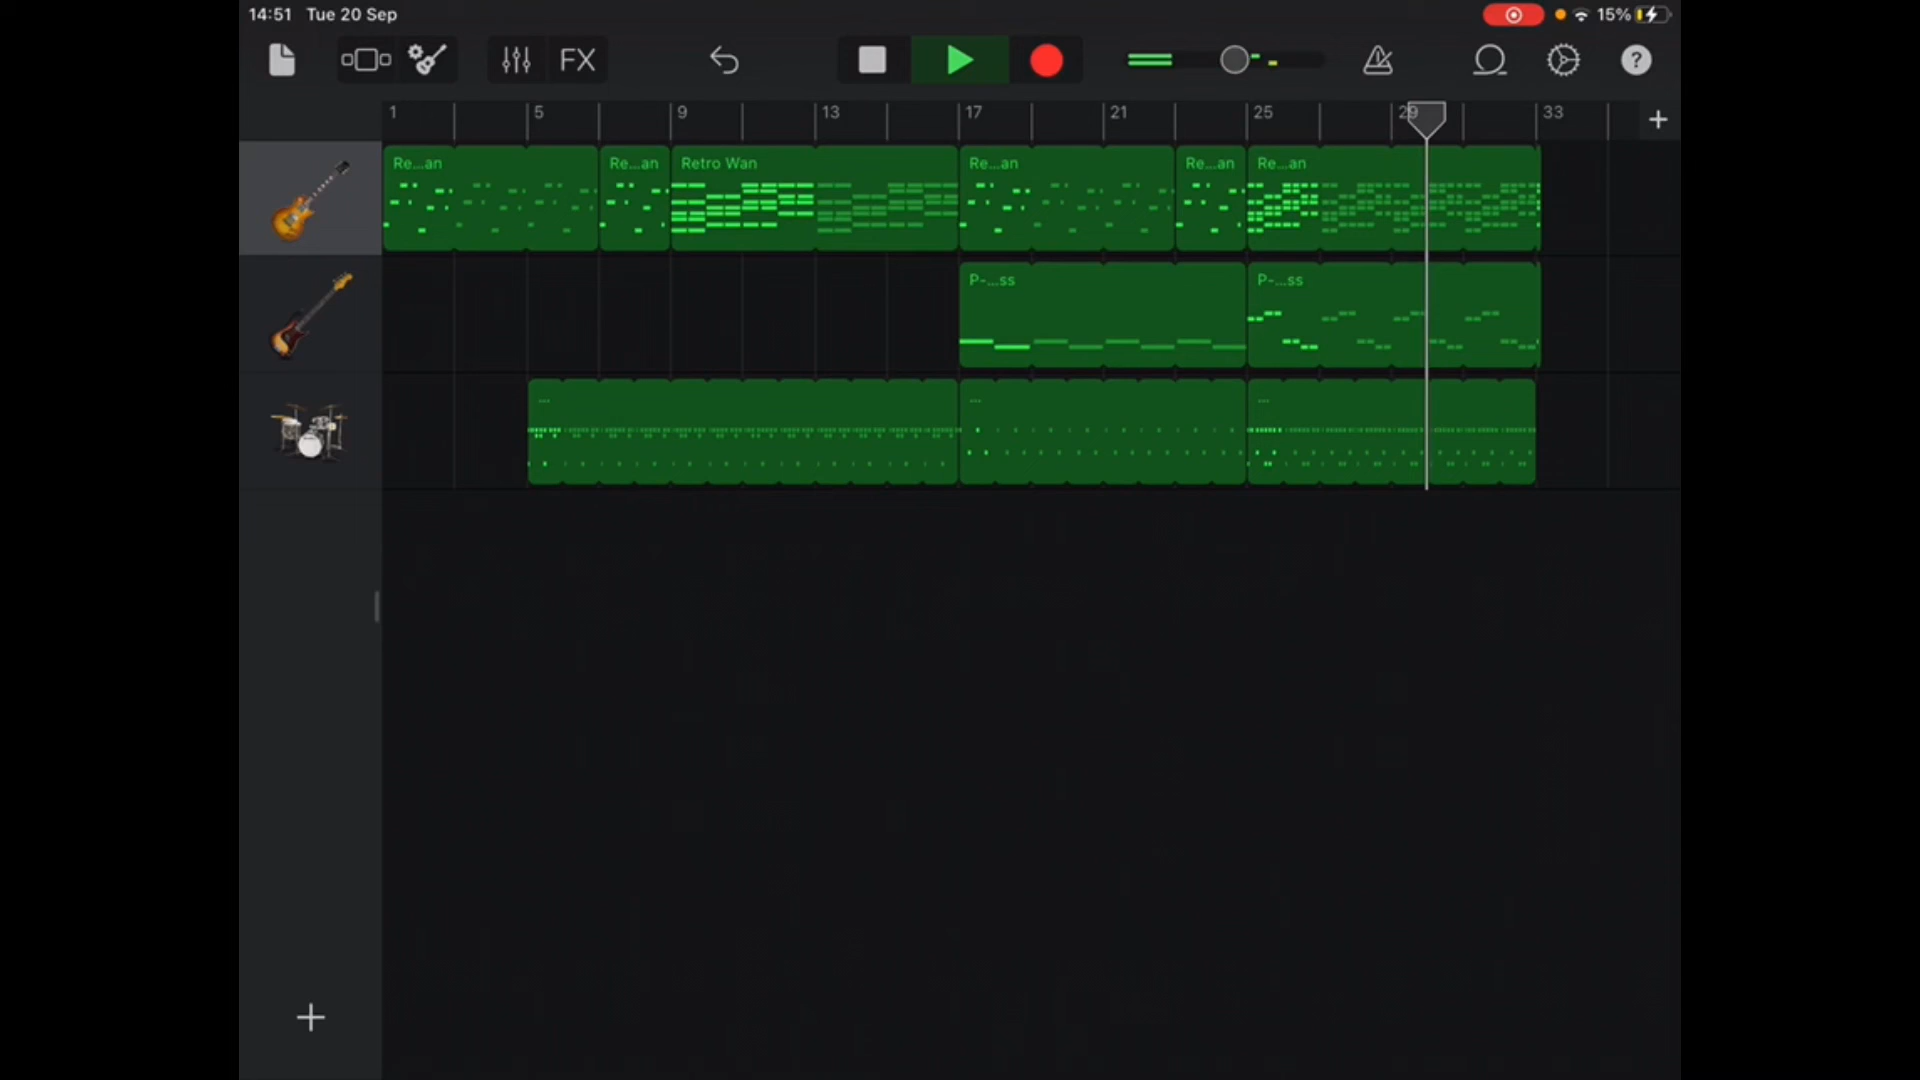 14:51 Tue 20 Sep 15%
FX
1 5 9 13 17 21 25 29 33
Re...an Re...an Retro Wan Re...an Re...an Re...an
P-...ss P-...ss
... ... ...